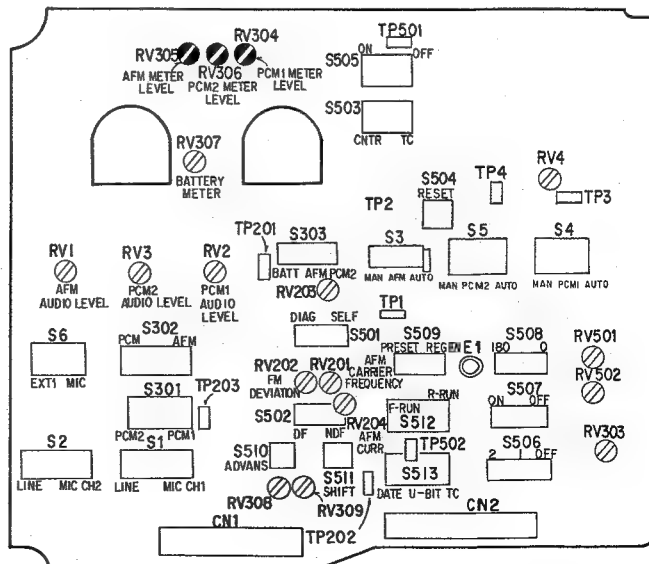 TP501
RV304
ON OFF
RV305
S505
RV306
AFM METER
LEVEL
PCM2 METER
LEVEL
PCM1 METER
LEVEL
S503
CNTR TC
RV307
BATTERY
METER
S504
RESET
TP4
RV4
TP3
TP2
TP201
S303
S3
S5
S4
RV1
RV3
RV2
BATT AFM PCM2
MAN AFM AUTO
MAN PCM2 AUTO
MAN PCM1 AUTO
AFM
AUDIO LEVEL
PCM2
AUDIO LEVEL
PCM1
AUDIO
LEVEL
RV203
TP1
DIAG SELF
S501
S6
S302
PCM AFM
S509
PRESET REGEN
E1
S508
180 0
RV501
EXT1 MIC
RV202
RV201
FM
DEVIATION
AFM
CARRIER
FREQUENCY
RV502
R-RUN
F-RUN
S507
ON OFF
S301
PCM2 PCM1
TP203
S502
DF NDF
RV204
AFM
CURR
S512
TP502
RV303
S2
S1
S510
ADVANS
S511
SHIFT
S513
S506
2 1 OFF
LINE MIC CH2
LINE MIC CH1
DATE U-BIT TC
RV308
RV309
CN1
TP202
CN2